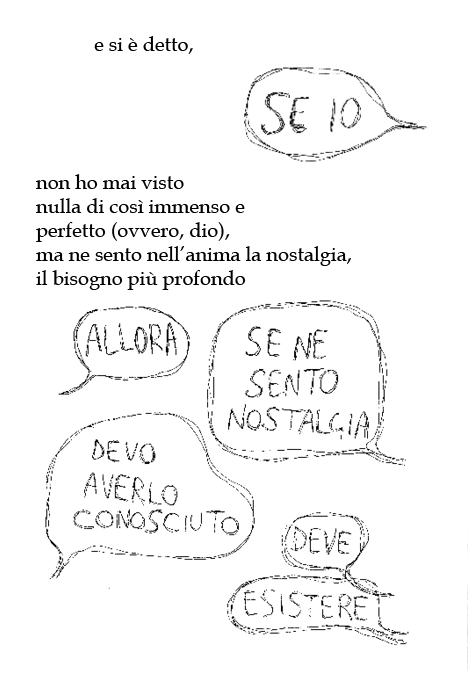 e si è detto,
SE IO
non ho mai visto
nulla di così immenso e
perfetto (ovvero, dio),
ma ne sento nell'anima la nostalgia,
il bisogno più profondo
ALLORA
SE NE
SENTO
NOSTALGIA
DEVO
AVERLO
CONOSCIUTO
DEVE
ESISTERE